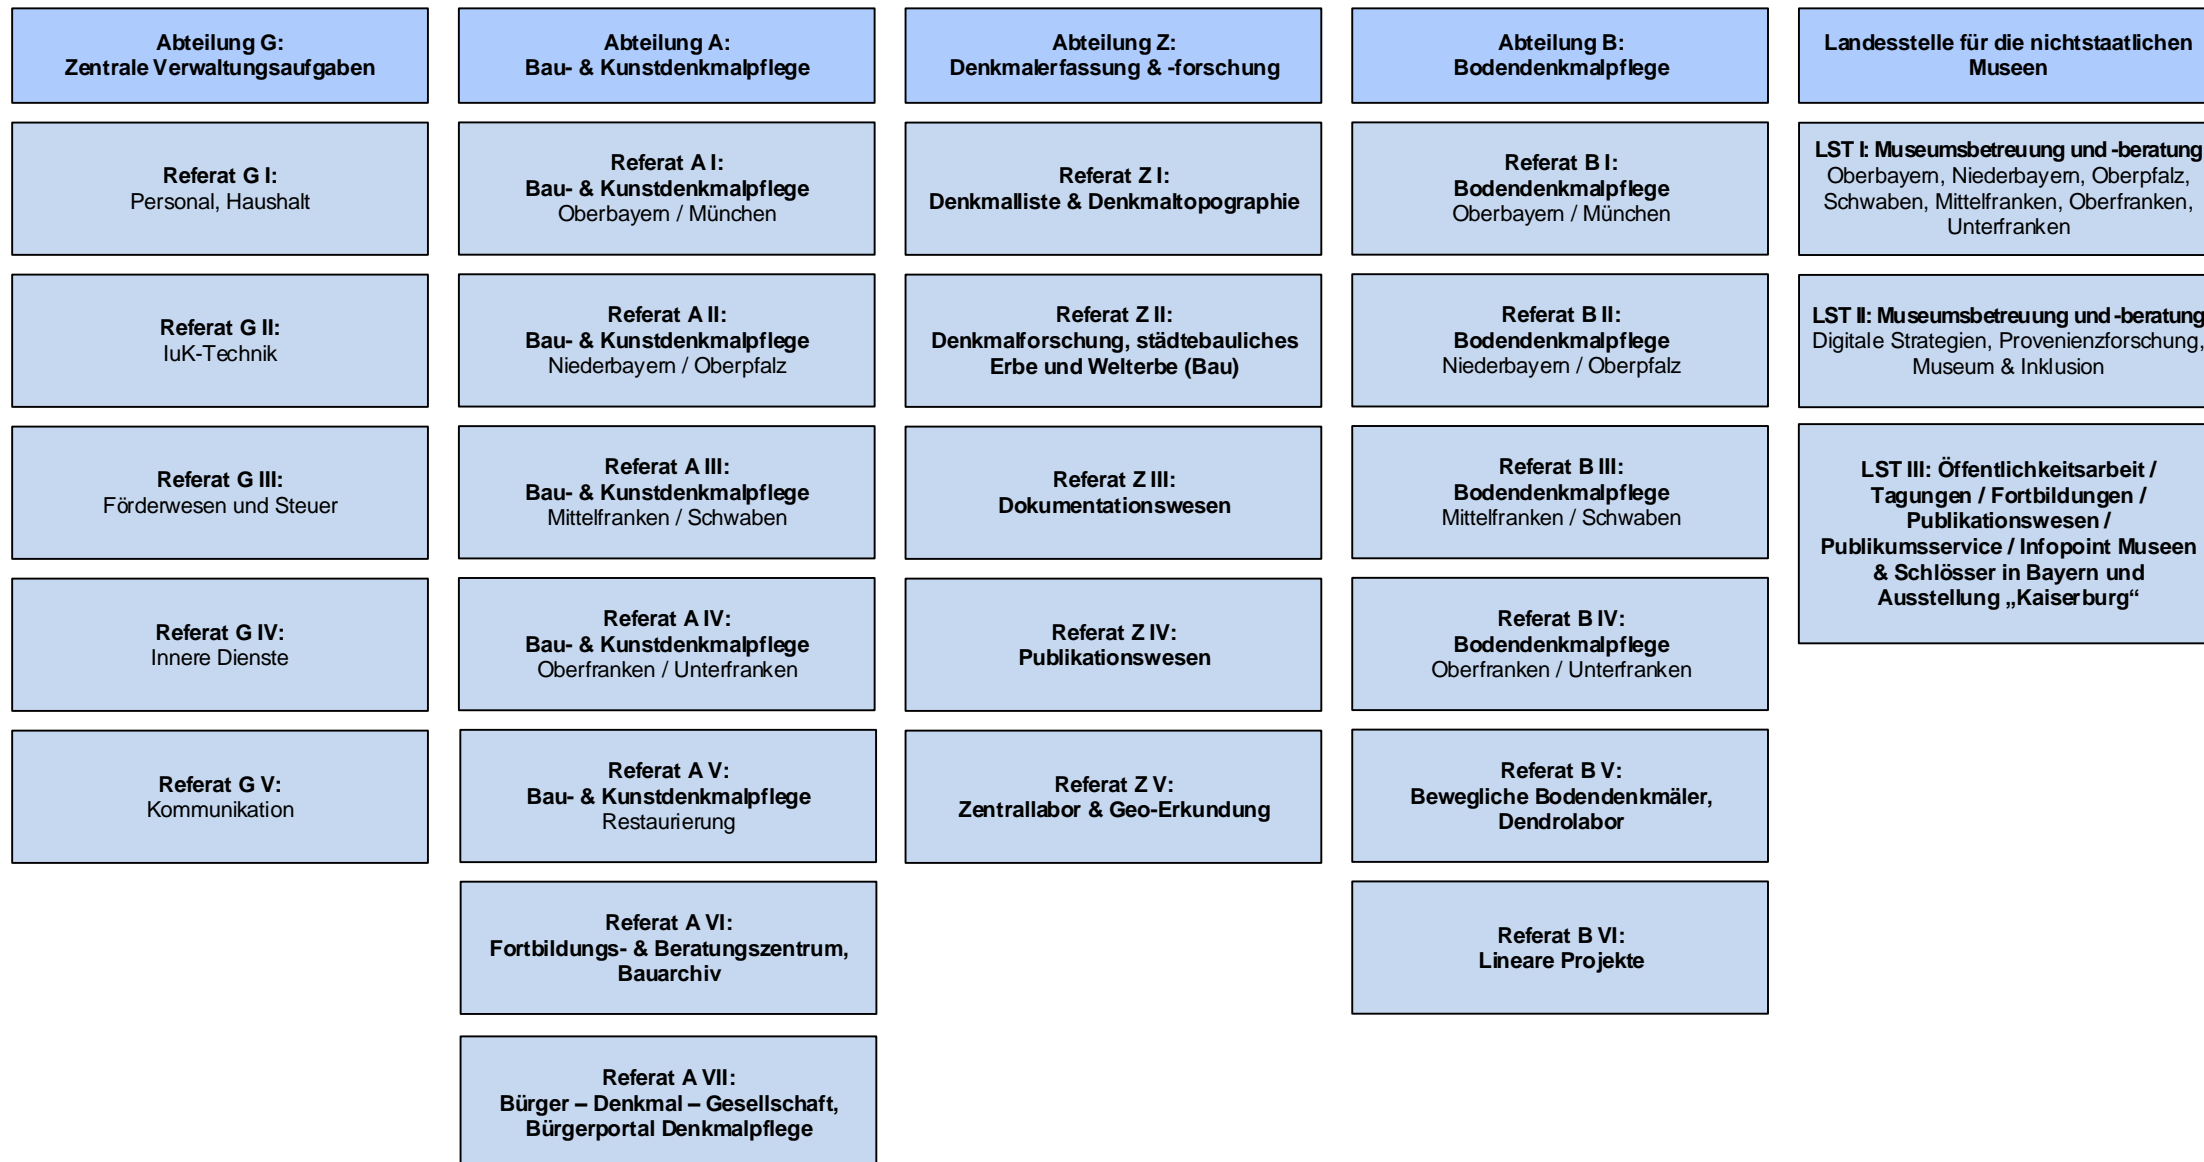 Abteilung G:
Zentrale Verwaltungsaufgaben
Referat G I:
Personal, Haushalt
Referat G II:
IuK-Technik
Referat G III:
Förderwesen und Steuer
Referat G IV:
Innere Dienste
Referat G V:
Kommunikation
Abteilung A:
Bau- & Kunstdenkmalpflege
Referat A I:
Bau- & Kunstdenkmalpflege
Oberbayern / München
Referat A II:
Bau- & Kunstdenkmalpflege
Niederbayern / Oberpfalz
Referat A III:
Bau- & Kunstdenkmalpflege
Mittelfranken / Schwaben
Referat A IV:
Bau- & Kunstdenkmalpflege
Oberfranken / Unterfranken
Referat A V:
Bau- & Kunstdenkmalpflege
Restaurierung
Referat A VI:
Fortbildungs- & Beratungszentrum,
Bauarchiv
Referat A VII:
Bürger – Denkmal – Gesellschaft,
Bürgerportal Denkmalpflege
Abteilung Z:
Denkmalerfassung & -forschung
Referat Z I:
Denkmalliste & Denkmaltopographie
Referat Z II:
Denkmalforschung, städtebauliches
Erbe und Welterbe (Bau)
Referat Z III:
Dokumentationswesen
Referat Z IV:
Publikationswesen
Referat Z V:
Zentrallabor & Geo-Erkundung
Abteilung B:
Bodendenkmalpflege
Referat B I:
Bodendenkmalpflege
Oberbayern / München
Referat B II:
Bodendenkmalpflege
Niederbayern / Oberpfalz
Referat B III:
Bodendenkmalpflege
Mittelfranken / Schwaben
Referat B IV:
Bodendenkmalpflege
Oberfranken / Unterfranken
Referat B V:
Bewegliche Bodendenkmäler,
Dendrolabor
Referat B VI:
Lineare Projekte
Landesstelle für die nichtstaatlichen
Museen
LST I: Museumsbetreuung und -beratung
Oberbayern, Niederbayern, Oberpfalz,
Schwaben, Mittelfranken, Oberfranken,
Unterfranken
LST II: Museumsbetreuung und -beratung
Digitale Strategien, Provenienzforschung,
Museum & Inklusion
LST III: Öffentlichkeitsarbeit /
Tagungen / Fortbildungen /
Publikationswesen /
Publikumsservice / Infopoint Museen
& Schlösser in Bayern und
Ausstellung „Kaiserburg“